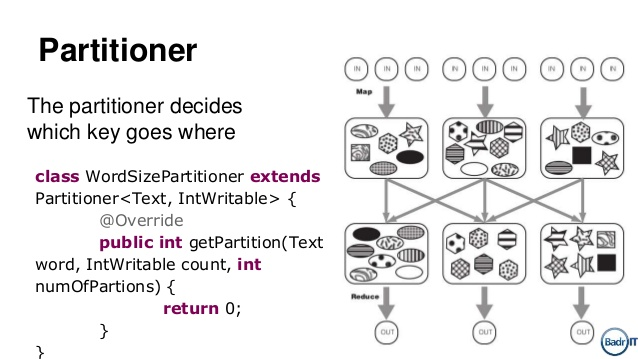 Partitioner
The partitioner decides
which key goes where
class WordSizePartitioner extends
Partitioner<Text, IntWritable> {
@Override
public int getPartition(Text
word, IntWritable count, int
numOfPartions) {
return 0;
}
}
IN IN IN IN IN IN IN IN IN
Map
Reduce
OUT OUT OUT
BadrIT